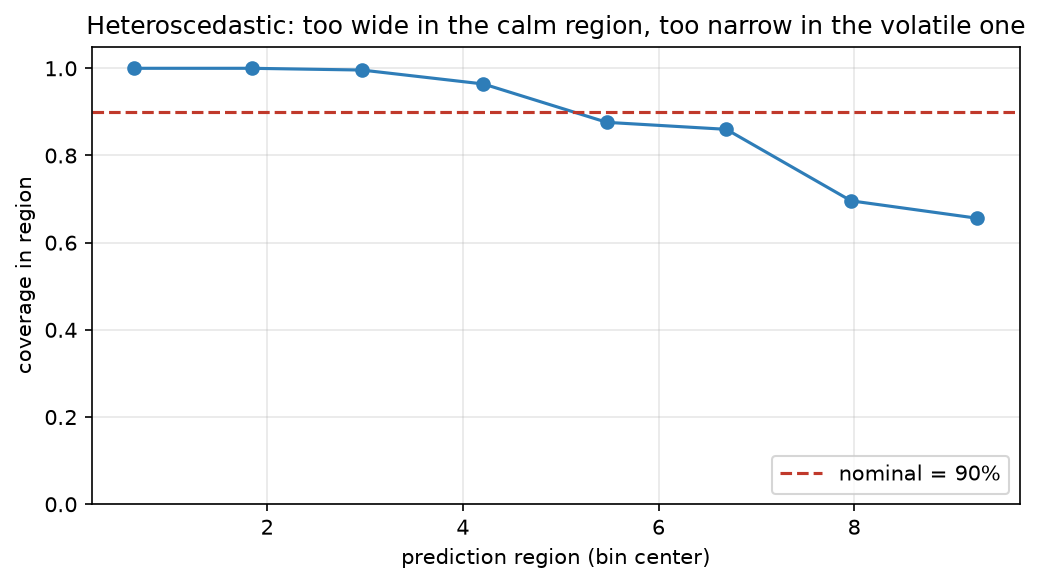 Heteroscedastic: too wide in the calm region, too narrow in the volatile one
coverage in region
1.0
0.8
0.6
0.4
0.2
0.0
nominal = 90%
2
4
6
8
prediction region (bin center)